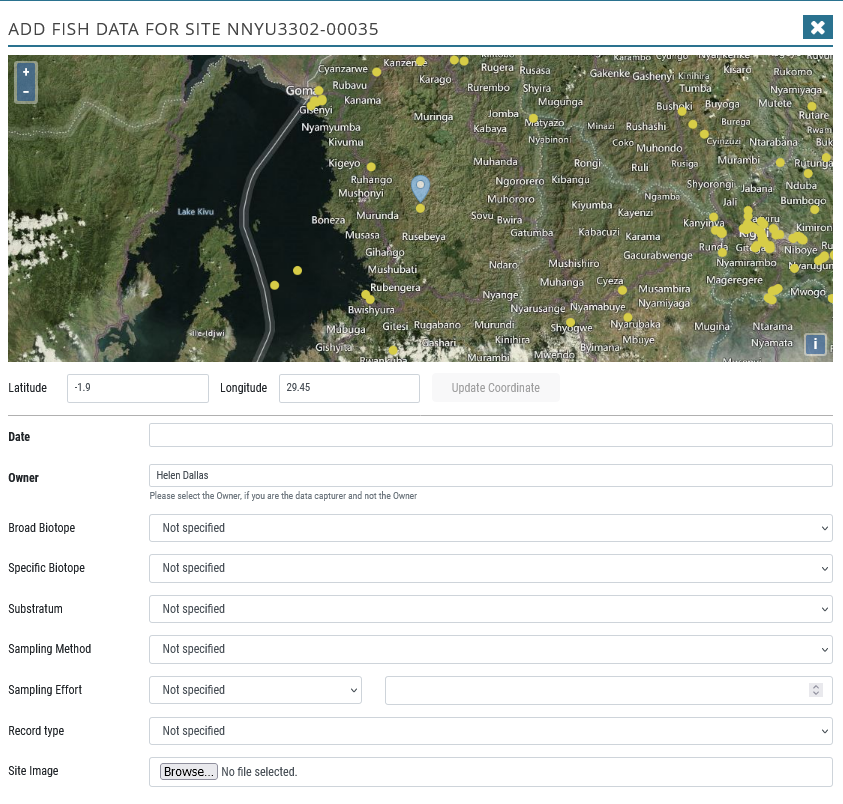 ADD FISH DATA FOR SITE NNYU3302-00035
+
-
Cyanzarwe
Kanzenze
Karago
Rugera
Rusasa
Gakenke
Gashenyi
Karambo
Cyungo
Kinihira
Kisaro
Rukomo
Rubavu
Goma
Kanama
Gisenyi
Rurembo
Shyira
Mugunga
Tumba
Nyamiyaga
Bushoki
Buyoga
Mutete
Rutare
Muringa
Jomba
Matyazo
Kabaya
Nyabinoni
Minazi
Rushashi
Burega
Nyamyumba
Kivumu
Coko
Muhondo
Cyinzuzi
Ntarabana
Kigeyo
Muhanda
Rongi
Ruli
Rusiga
Murambi
Rutunga
Ruhango
Mushonyi
Ngororero
Kibangu
Shyorongi
Jabana
Nduba
Bumbogo
Muhororo
Ngamba
Jali
Lake Kivu
Boneza
Murunda
Sovu
Bwira
Kiyumba
Kayenzi
Kanyinya
Kimiron
Musasa
Rusebeya
Gatumba
Kabacuzi
Karama
Runda
Niboye
Gihango
Gacurabwenge
Nyamirambo
Mushubati
Ndaro
Mushishiro
Rubengera
Muhanga
Cyeza
Mageregere
Nyange
Musambira
Mwogo
Bwishyura
Nyarusange
Nyamabuye
Nyamiyaga
île Idjwi
Mubuga
Gitesi
Rugabano
Murundi
Shyogwe
Nyarubaka
Mugina
Ntarama
Gishyita
Gashari
Kinihira
Mbuye
Nyamata
Rwankuba
Murambi
Mwendo
Byimana
i
Latitude -1.9 Longitude 29.45 Update Coordinate
Date
Owner Helen Dallas
Please select the Owner, if you are the data capturer and not the Owner
Broad Biotope Not specified
Specific Biotope Not specified
Substratum Not specified
Sampling Method Not specified
Sampling Effort Not specified
Record type Not specified
Site Image Browse... No file selected.